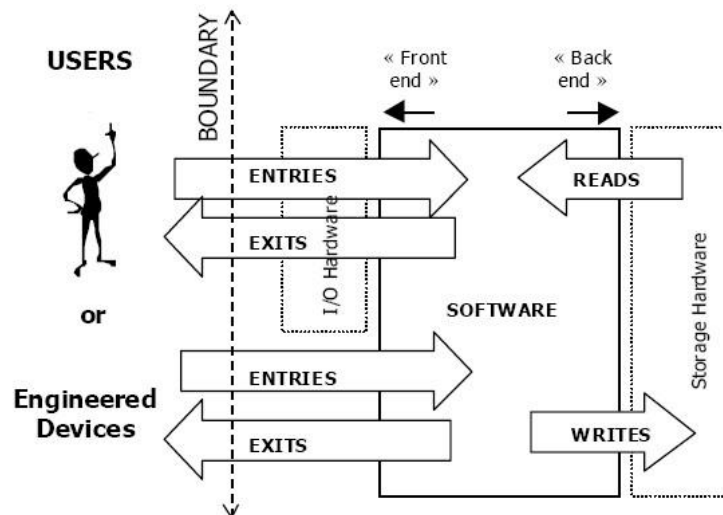 USERS
BOUNDARY
« Front
end »
« Back
end »
ENTRIES
READS
EXITS
I/O Hardware
or
SOFTWARE
Storage Hardware
ENTRIES
Engineered
Devices
EXITS
WRITES